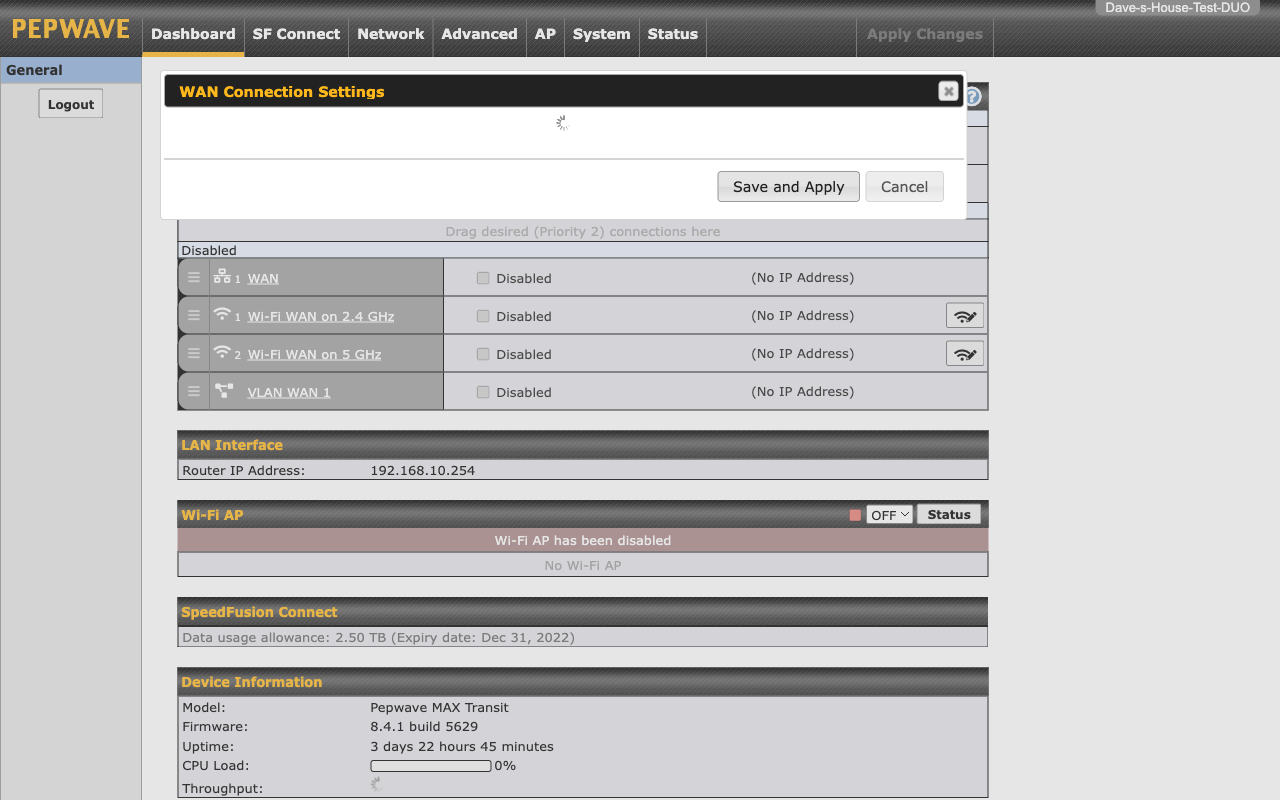 Dave-s-House-Test-DUO
PEPWAVE
Dashboard SF Connect Network Advanced AP System Status Apply Changes
General
Logout
WAN Connection Settings
Save and Apply Cancel
Drag desired (Priority 2) connections here
Disabled
1 WAN Disabled (No IP Address)
1 Wi-Fi WAN on 2.4 GHz Disabled (No IP Address)
2 Wi-Fi WAN on 5 GHz Disabled (No IP Address)
VLAN WAN 1 Disabled (No IP Address)
LAN Interface
Router IP Address: 192.168.10.254
Wi-Fi AP OFF Status
Wi-Fi AP has been disabled
No Wi-Fi AP
SpeedFusion Connect
Data usage allowance: 2.50 TB (Expiry date: Dec 31, 2022)
Device Information
Model: Pepwave MAX Transit
Firmware: 8.4.1 build 5629
Uptime: 3 days 22 hours 45 minutes
CPU Load: 0%
Throughput: